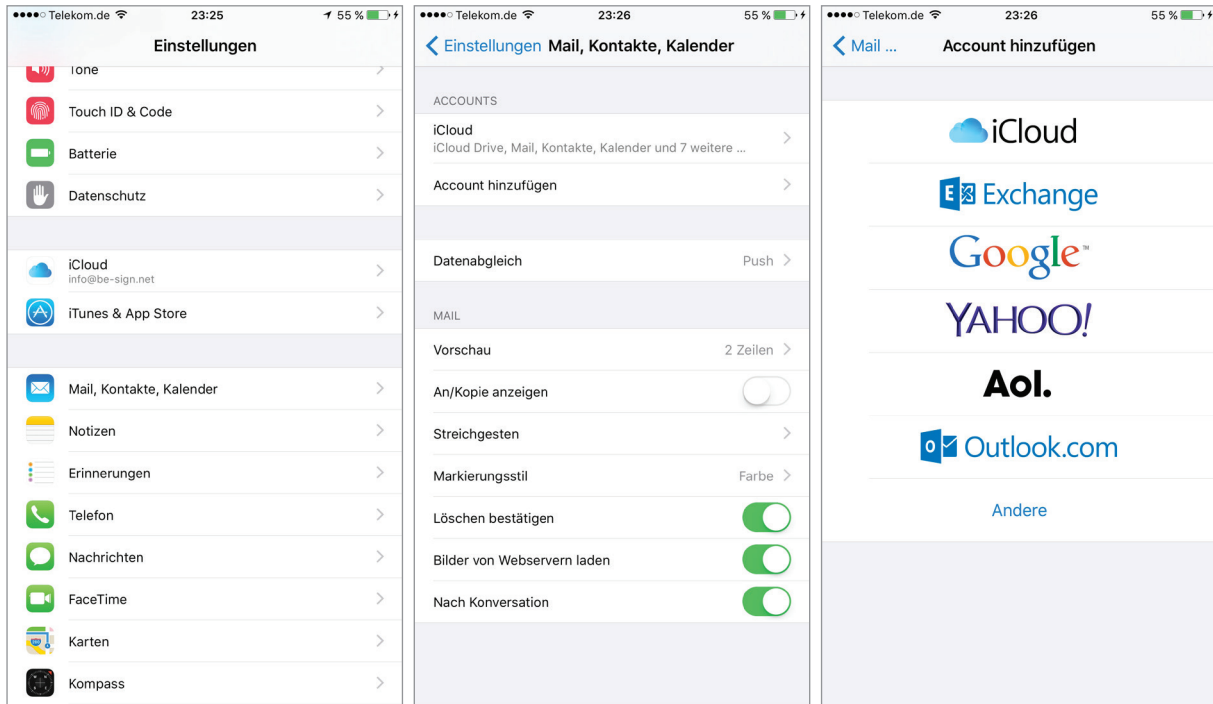 Telekom.de 23:25 55 %
Einstellungen
Töne
Touch ID & Code
Batterie
Datenschutz
iCloud
info@be-sign.net
iTunes & App Store
Mail, Kontakte, Kalender
Notizen
Erinnerungen
Telefon
Nachrichten
FaceTime
Karten
Kompass
Telekom.de 23:26 55 %
Einstellungen Mail, Kontakte, Kalender
ACCOUNTS
iCloud
iCloud Drive, Mail, Kontakte, Kalender und 7 weitere ...
Account hinzufügen
Datenabgleich Push
MAIL
Vorschau 2 Zeilen
An/Kopie anzeigen
Streichgesten
Markierungsstil Farbe
Löschen bestätigen
Bilder von Webservern laden
Nach Konversation
Telekom.de 23:26 55 %
Mail ... Account hinzufügen
iCloud
E Exchange
Google™
YAHOO!
Aol.
o Outlook.com
Andere